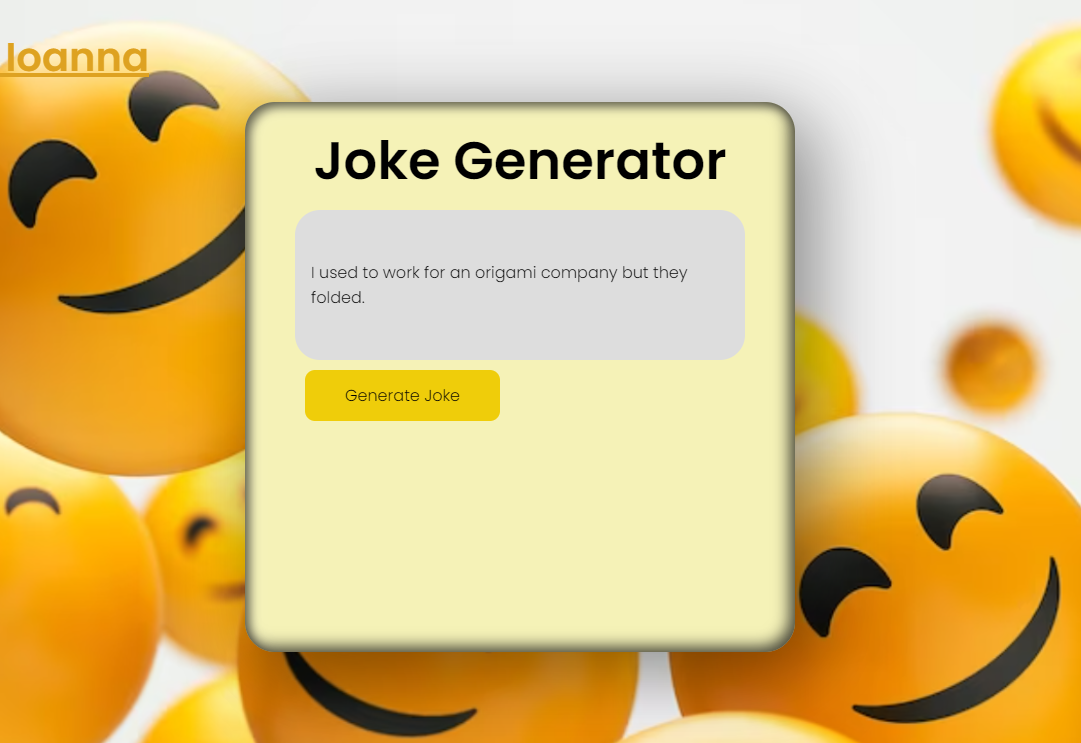 Ioanna
Joke Generator
I used to work for an origami company but they
folded.
Generate Joke